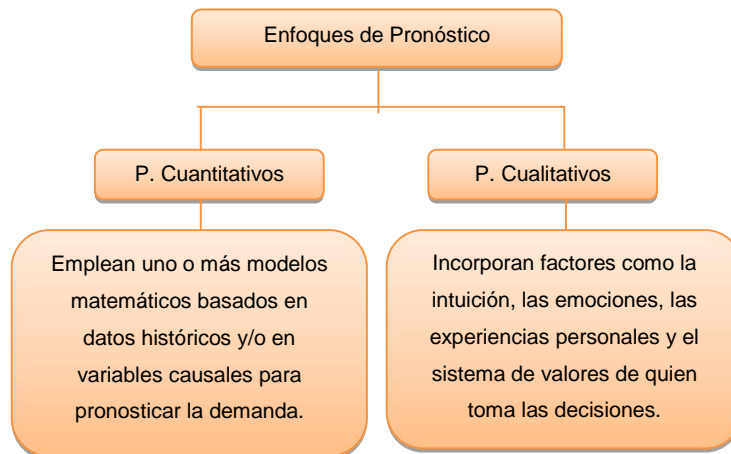 Enfoques de Pronóstico
P. Cuantitativos
P. Cualitativos
Emplean uno o más modelos
matemáticos basados en
datos históricos y/o en
variables causales para
pronosticar la demanda.
Incorporan factores como la
intuición, las emociones, las
experiencias personales y el
sistema de valores de quien
toma las decisiones.